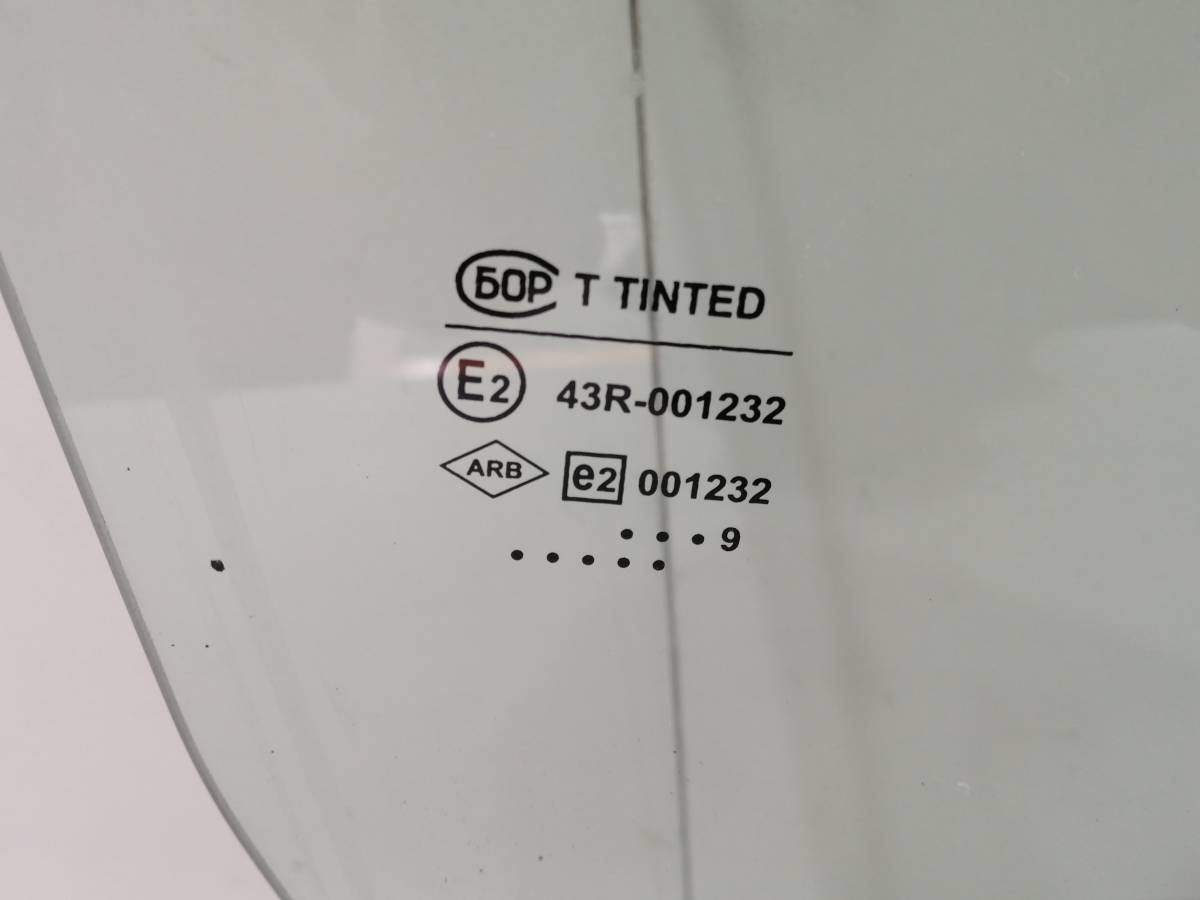 БОР T TINTED
E2 43R-001232
ARB e2 001232
. . . 9
. . . . .